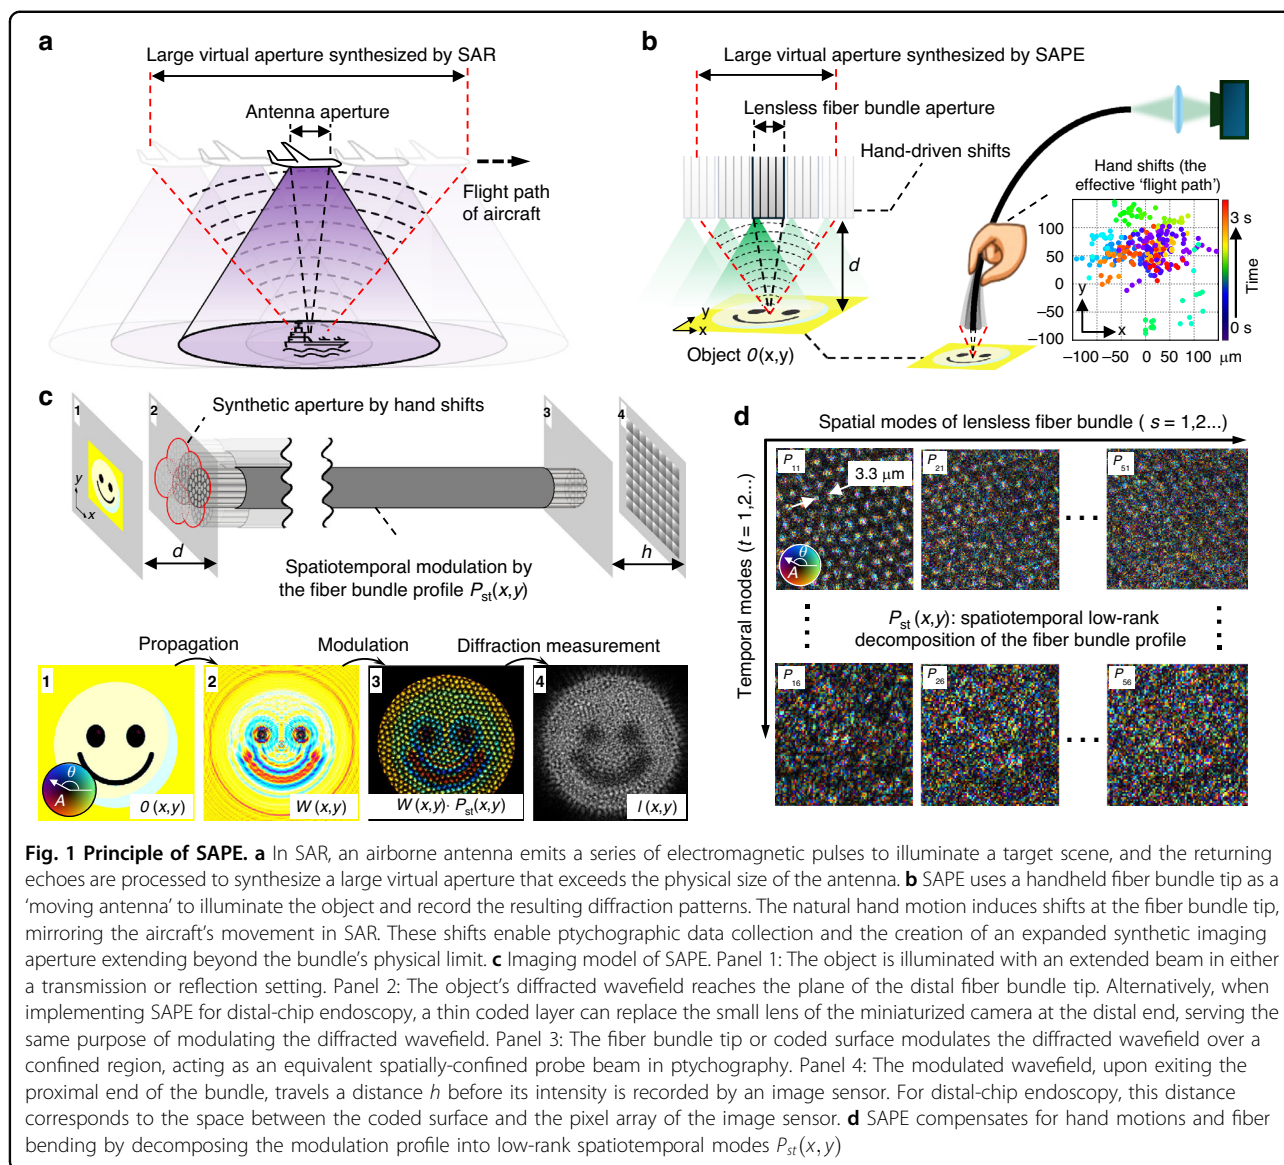 a
Large virtual aperture synthesized by SAR
Antenna aperture
Flight path
of aircraft
b
Large virtual aperture synthesized by SAPE
Lensless fiber bundle aperture
Hand-driven shifts
d
y
x
Object O(x,y)
Hand shifts (the
effective 'flight path')
100
50
0
−50
−100
y
x
−100 −50 0 50 100 μm
3 s
Time
0 s
c
1
2
Synthetic aperture by hand shifts
3
4
y
x
d
h
Spatiotemporal modulation by
the fiber bundle profile Pst(x,y)
Propagation
Modulation
Diffraction measurement
1
θ
A
O (x,y)
2
W (x,y)
3
W (x,y)· Pst(x,y)
4
I (x,y)
d
Spatial modes of lensless fiber bundle ( s = 1,2...)
Temporal modes (t = 1,2...)
P11
3.3 μm
θ
A
P21
P51
Pst (x,y): spatiotemporal low-rank
decomposition of the fiber bundle profile
P16
P26
P56
Fig. 1 Principle of SAPE. a In SAR, an airborne antenna emits a series of electromagnetic pulses to illuminate a target scene, and the returning
echoes are processed to synthesize a large virtual aperture that exceeds the physical size of the antenna. b SAPE uses a handheld fiber bundle tip as a
'moving antenna' to illuminate the object and record the resulting diffraction patterns. The natural hand motion induces shifts at the fiber bundle tip,
mirroring the aircraft's movement in SAR. These shifts enable ptychographic data collection and the creation of an expanded synthetic imaging
aperture extending beyond the bundle's physical limit. c Imaging model of SAPE. Panel 1: The object is illuminated with an extended beam in either
a transmission or reflection setting. Panel 2: The object's diffracted wavefield reaches the plane of the distal fiber bundle tip. Alternatively, when
implementing SAPE for distal-chip endoscopy, a thin coded layer can replace the small lens of the miniaturized camera at the distal end, serving the
same purpose of modulating the diffracted wavefield. Panel 3: The fiber bundle tip or coded surface modulates the diffracted wavefield over a
confined region, acting as an equivalent spatially-confined probe beam in ptychography. Panel 4: The modulated wavefield, upon exiting the
proximal end of the bundle, travels a distance h before its intensity is recorded by an image sensor. For distal-chip endoscopy, this distance
corresponds to the space between the coded surface and the pixel array of the image sensor. d SAPE compensates for hand motions and fiber
bending by decomposing the modulation profile into low-rank spatiotemporal modes Pst(x, y)